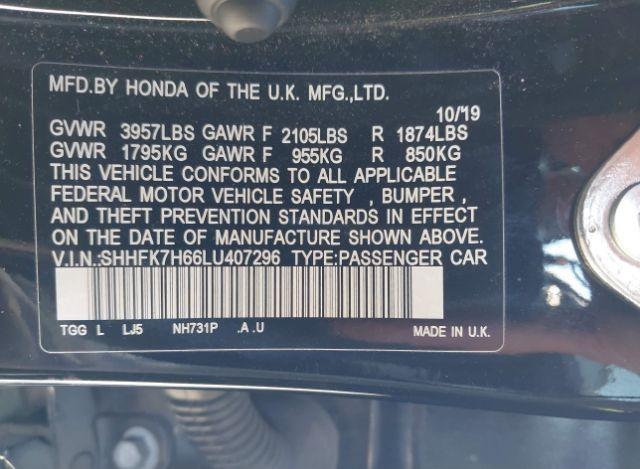 MFD.BY HONDA OF THE U.K. MFG.,LTD.
10/19
GVWR 3957LBS GAWR F 2105LBS R 1874LBS
GVWR 1795KG GAWR F 955KG R 850KG
THIS VEHICLE CONFORMS TO ALL APPLICABLE
FEDERAL MOTOR VEHICLE SAFETY , BUMPER ,
AND THEFT PREVENTION STANDARDS IN EFFECT
ON THE DATE OF MANUFACTURE SHOWN ABOVE.
V.I.N.:SHHFK7H66LU407296 TYPE:PASSENGER CAR
TGG L LJ5 NH731P .A .U MADE IN U.K.